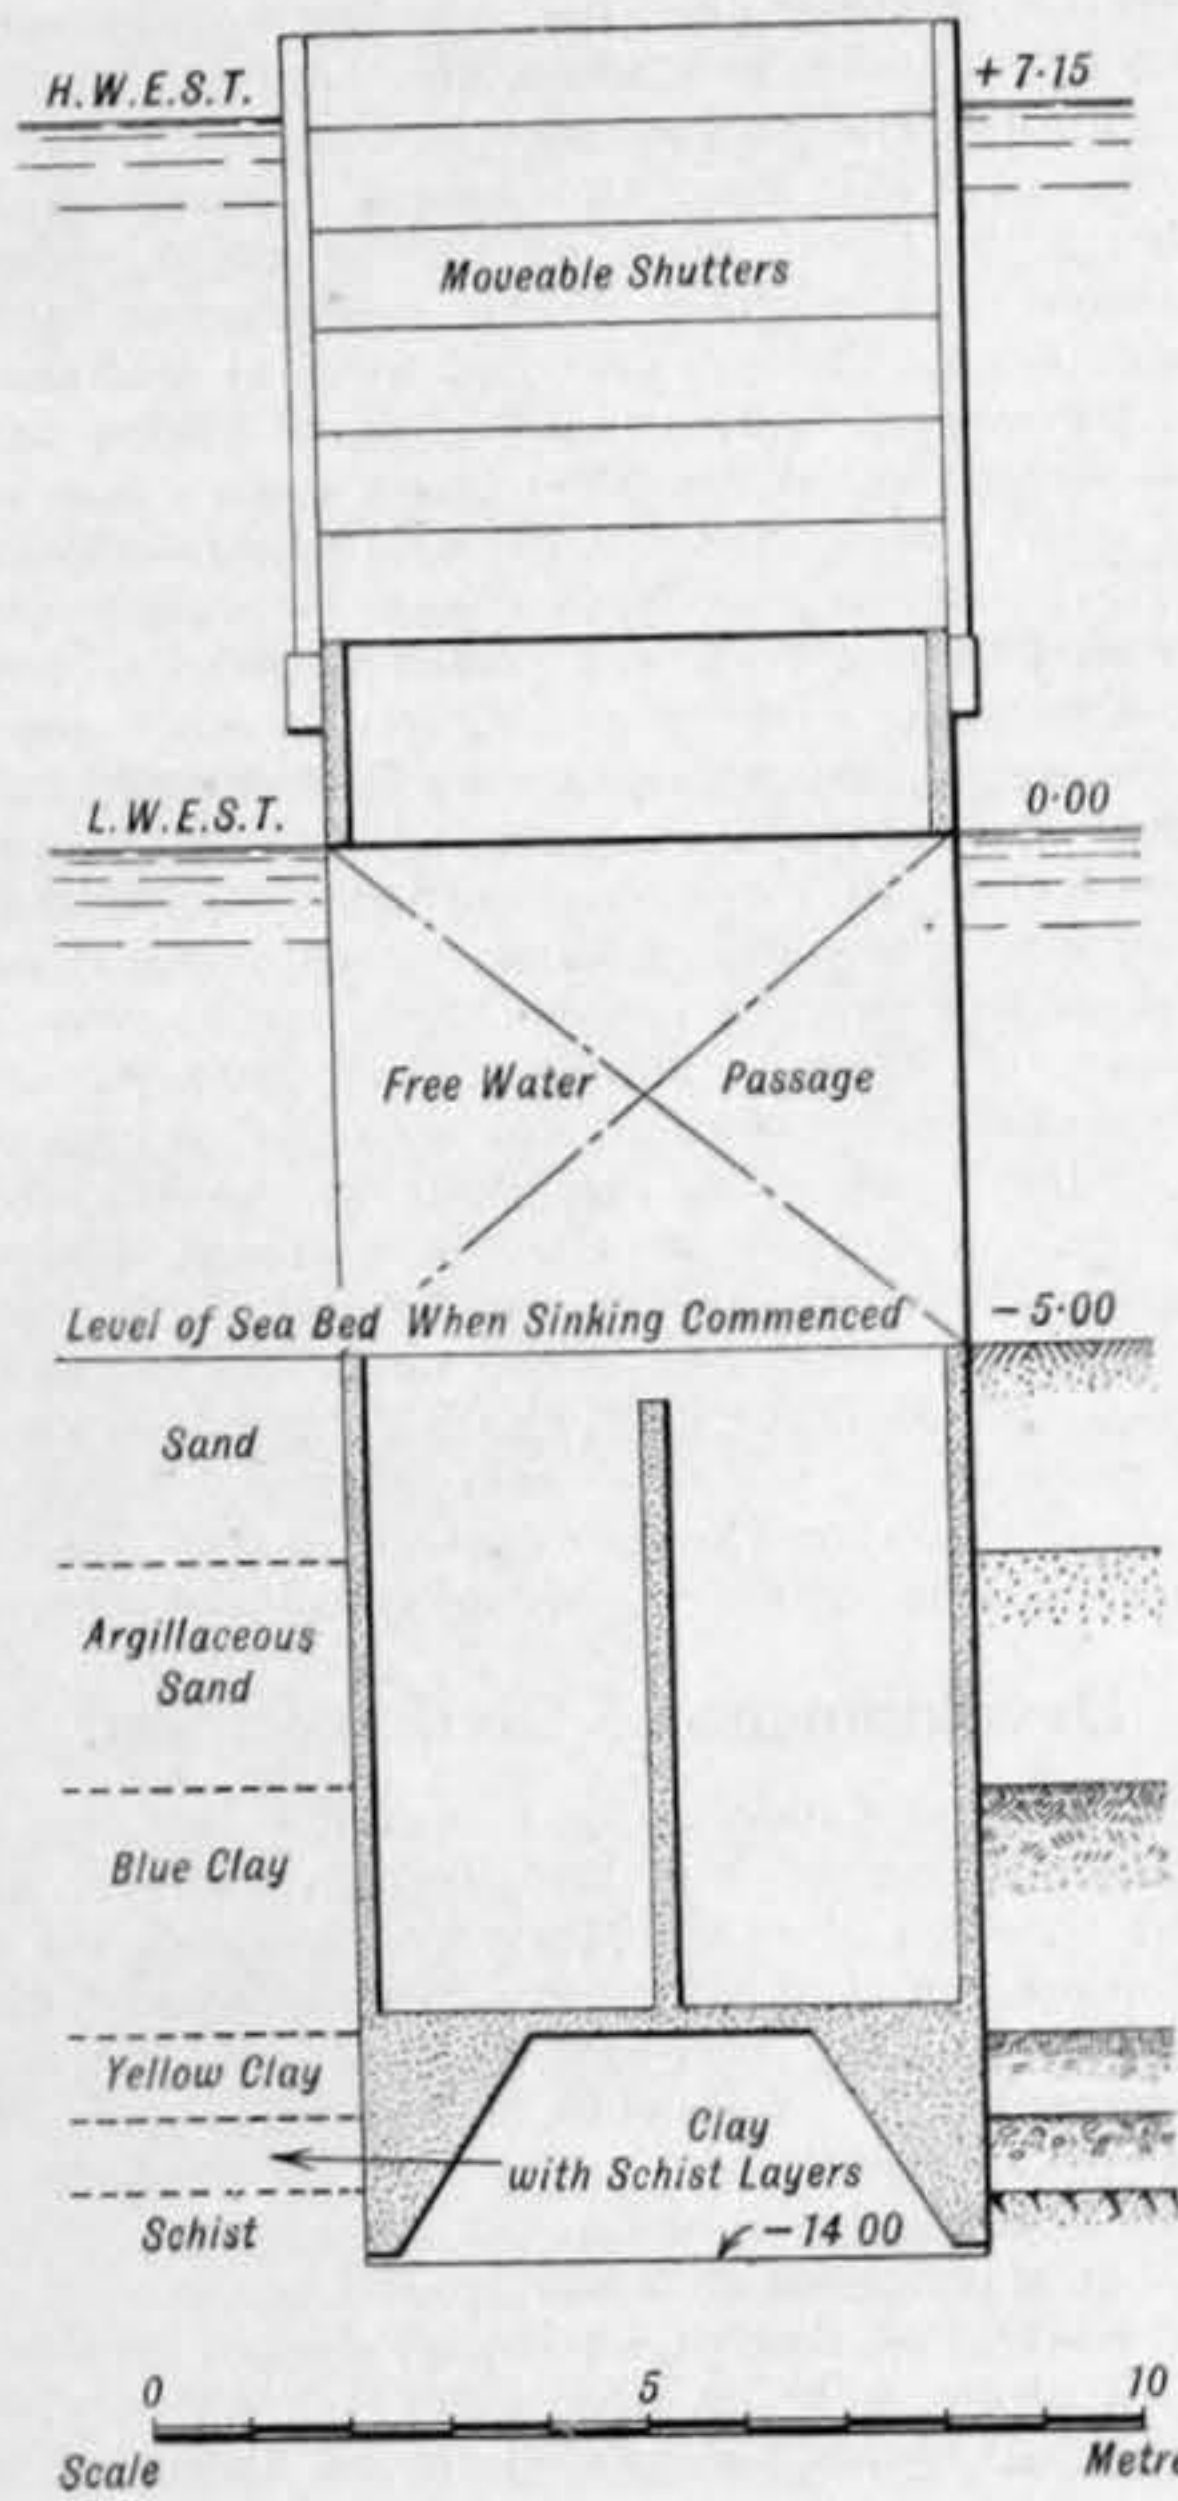 H.W.E.S.T.
+ 7·15
Moveable Shutters
L.W.E.S.T.
0·00
Free Water Passage
Level of Sea Bed When Sinking Commenced
– 5·00
Sand
Argillaceous
Sand
Blue Clay
Yellow Clay
Clay
with Schist Layers
Schist
– 14 00
0 5 10
Scale
Metre